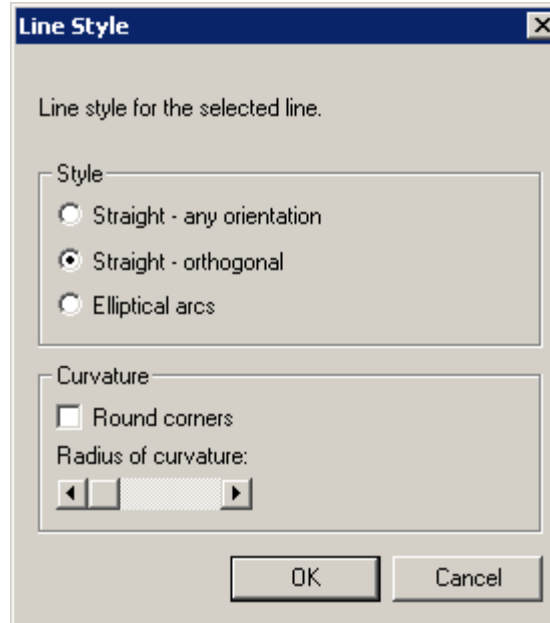 Line Style
Line style for the selected line.
Style
Straight - any orientation
Straight - orthogonal
Elliptical arcs
Curvature
Round corners
Radius of curvature:
OK
Cancel